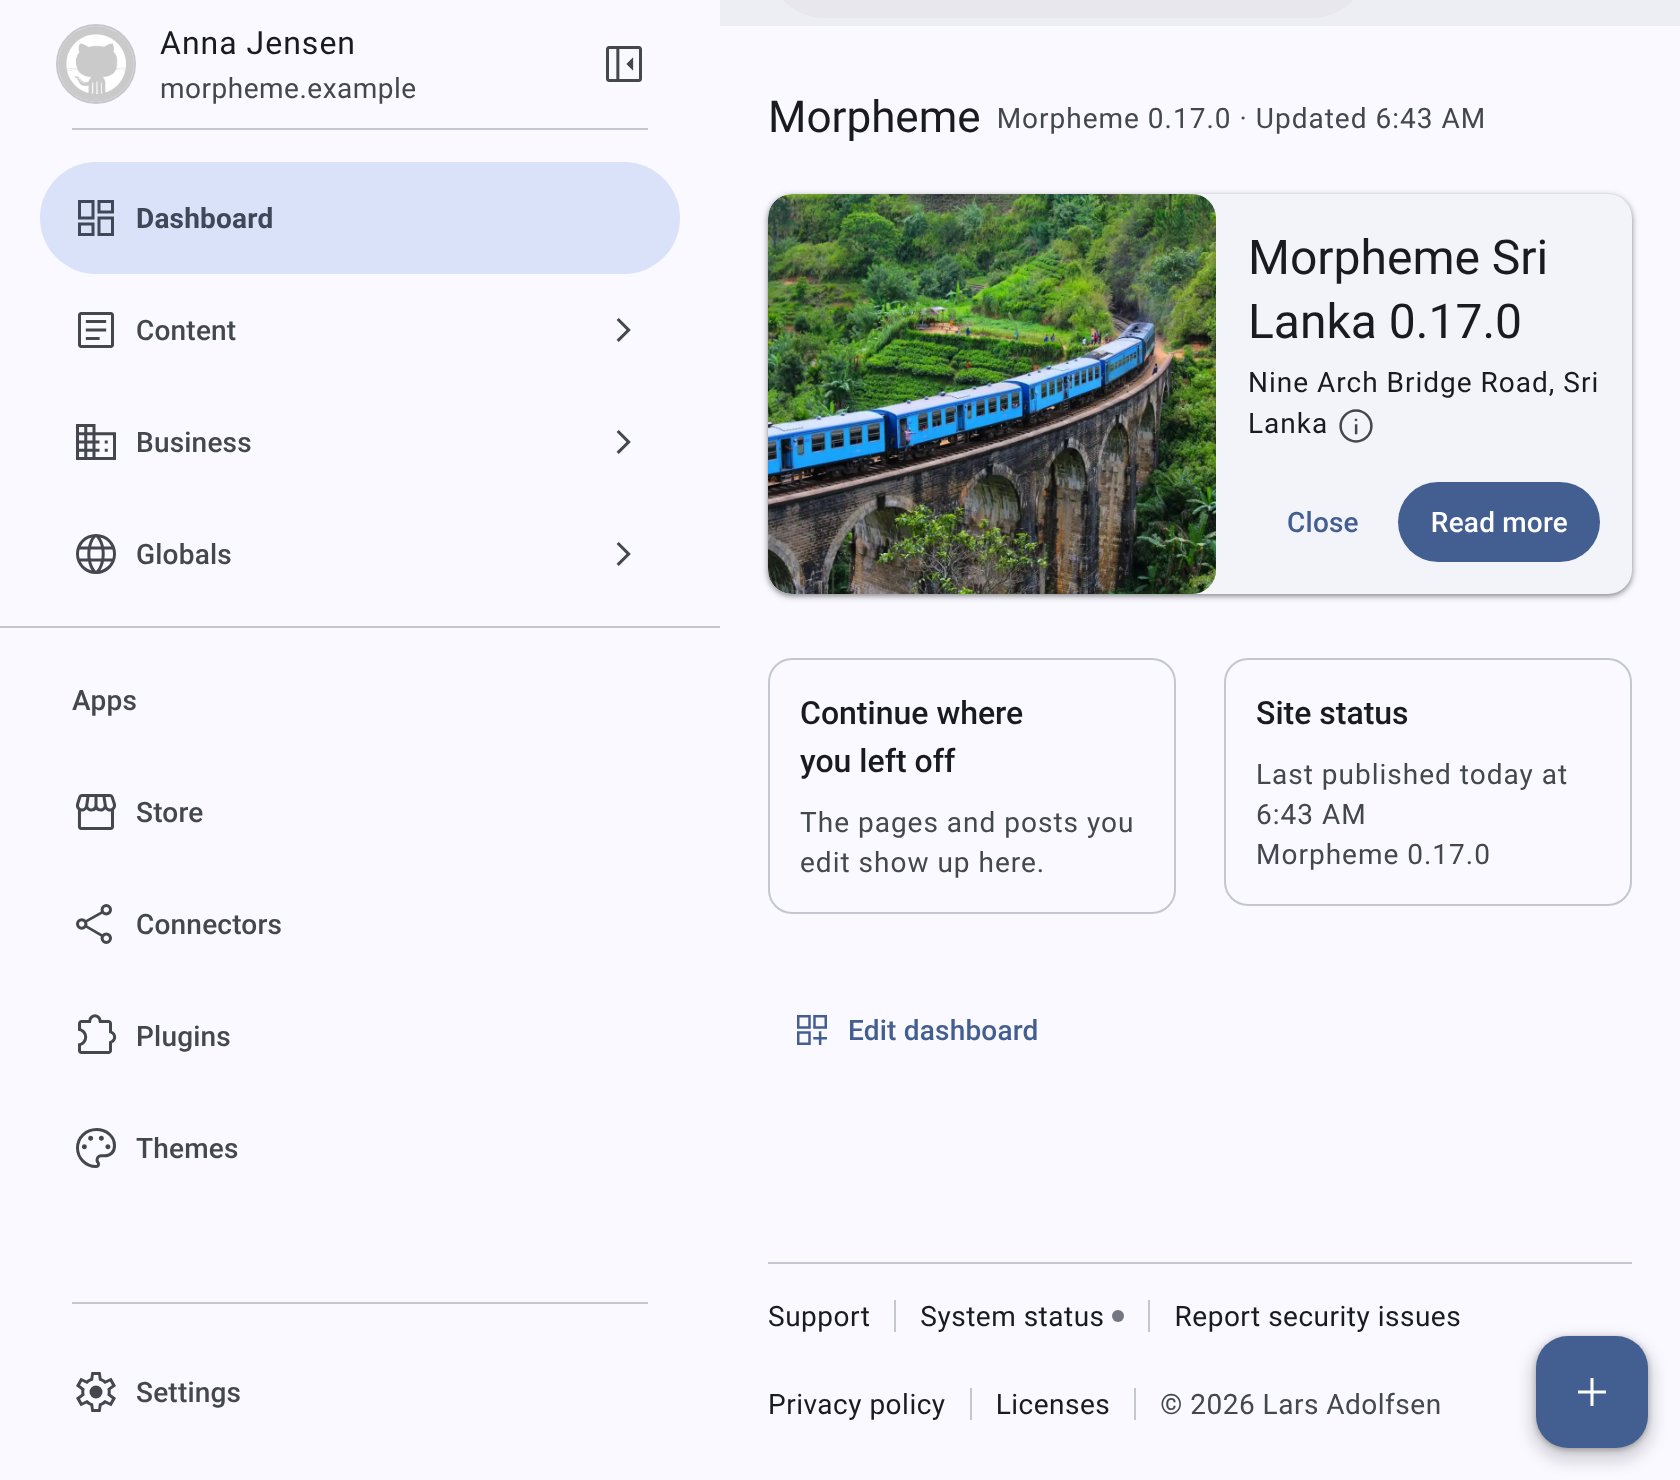 Anna Jensen
morpheme.example
Dashboard
Content
Business
Globals
Apps
Store
Connectors
Plugins
Themes
Settings
Morpheme Morpheme 0.17.0 · Updated 6:43 AM
Morpheme Sri
Lanka 0.17.0
Nine Arch Bridge Road, Sri
Lanka
Close Read more
Continue where
you left off
The pages and posts you
edit show up here.
Site status
Last published today at
6:43 AM
Morpheme 0.17.0
Edit dashboard
Support System status Report security issues
Privacy policy Licenses © 2026 Lars Adolfsen